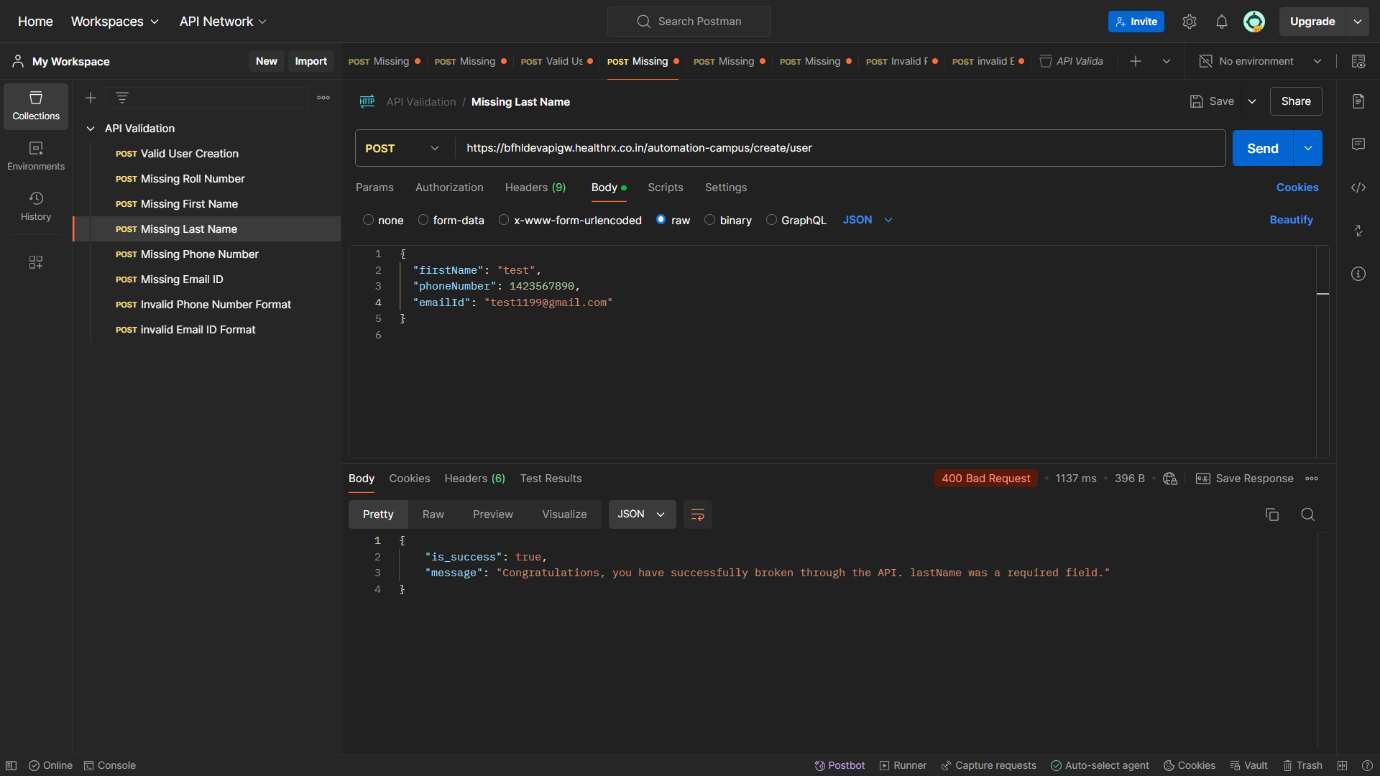 Home Workspaces API Network Search Postman Invite Upgrade
My Workspace New Import POST Missing POST Missing POST Valid Us POST Missing POST Missing POST Missing POST Invalid F POST invalid E API Valida No environment
Collections
Environments
History
API Validation
POST Valid User Creation
POST Missing Roll Number
POST Missing First Name
POST Missing Last Name
POST Missing Phone Number
POST Missing Email ID
POST Invalid Phone Number Format
POST invalid Email ID Format
HTTP API Validation / Missing Last Name Save Share
POST https://bfhldevapigw.healthrx.co.in/automation-campus/create/user Send
Params Authorization Headers (9) Body Scripts Settings Cookies
none form-data x-www-form-urlencoded raw binary GraphQL JSON Beautify
1 {
2 "firstName": "test",
3 "phoneNumber": 1423567890,
4 "emailId": "test1199@gmail.com"
5 }
6
Body Cookies Headers (6) Test Results 400 Bad Request 1137 ms 396 B e.g. Save Response
Pretty Raw Preview Visualize JSON
1 {
2 "is_success": true,
3 "message": "Congratulations, you have successfully broken through the API. lastName was a required field."
4 }
Online Console Postbot Runner Capture requests Auto-select agent Cookies Vault Trash